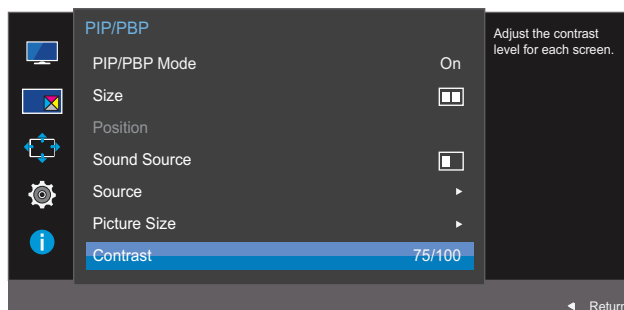 PIP/PBP
Adjust the contrast
level for each screen.
PIP/PBP Mode On
Size
Position
Sound Source
Source
Picture Size
Contrast 75/100
Return